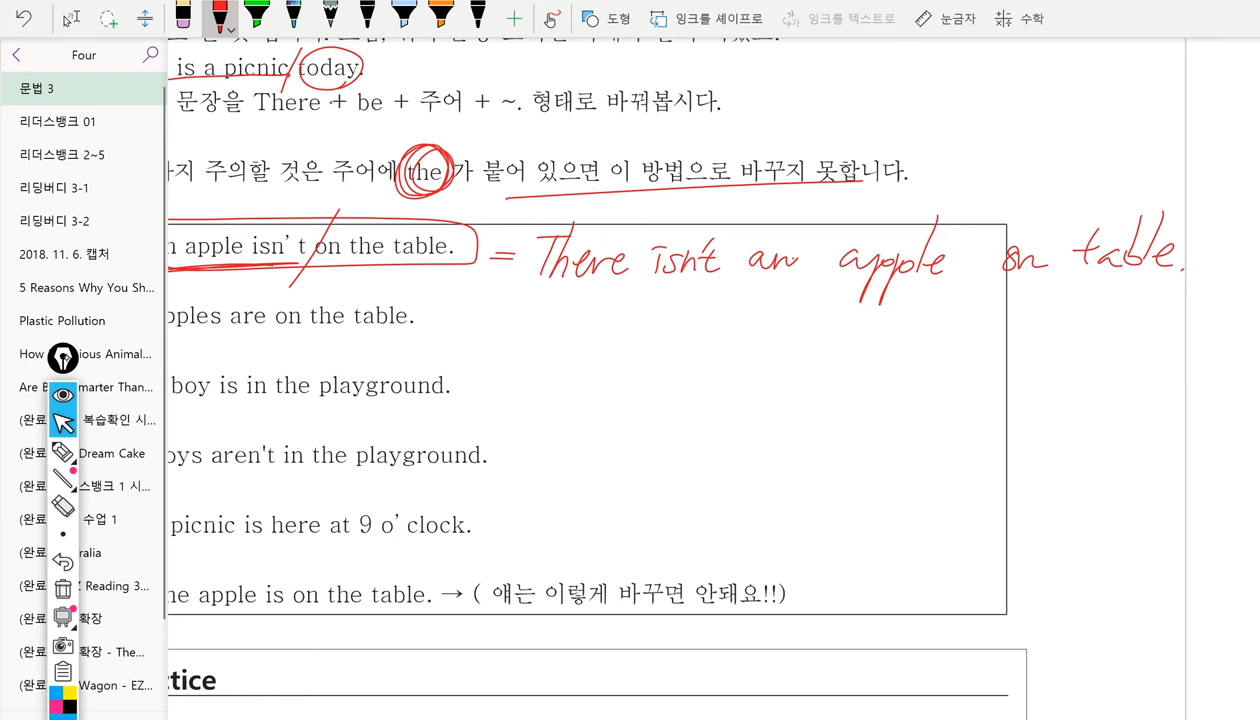 도형
잉크를 셰이프로
잉크를 텍스트로
눈금자
수학
Four
문법 3
리더스뱅크 01
리더스뱅크 2~5
리딩버디 3-1
리딩버디 3-2
2018. 11. 6. 캡처
5 Reasons Why You Sh...
Plastic Pollution
How ious Animal...
Are B marter Than...
(완료 복습확인 시...
(완료 Dream Cake
(완료 스뱅크 1 시...
(완료 수업 1
(완료 ralia
(완료 Reading 3...
(완료 확장
(완료 확장 - The...
(완료 Wagon - EZ...
is a picnic today.
문장을 There + be + 주어 + ~. 형태로 바꿔봅시다.
지 주의할 것은 주어에 the 가 붙어 있으면 이 방법으로 바꾸지 못합니다.
n apple isn't on the table. = There isn't an apple on table.
pples are on the table.
boy is in the playground.
oys aren't in the playground.
picnic is here at 9 o'clock.
he apple is on the table. → ( 얘는 이렇게 바꾸면 안돼요!!)
tice